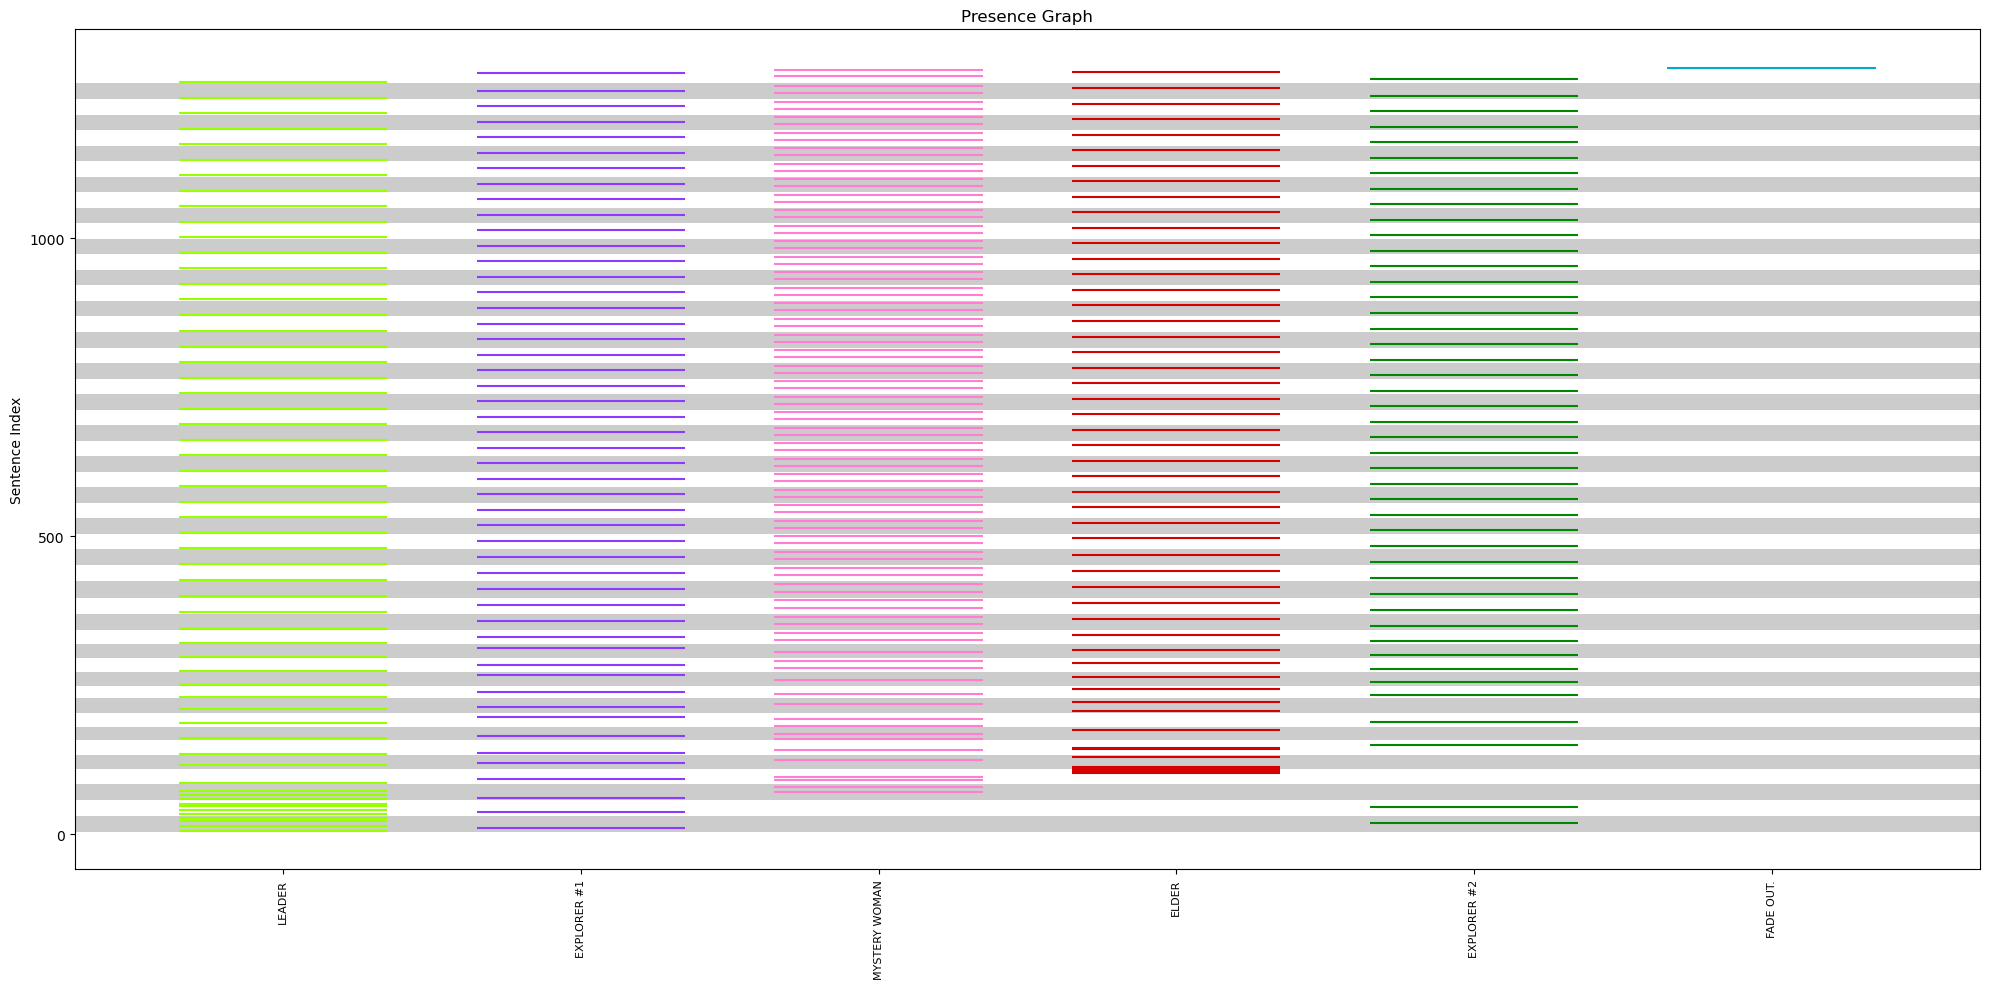 Presence Graph
Sentence Index
1000
500
0
LEADER
EXPLORER #1
MYSTERY WOMAN
ELDER
EXPLORER #2
FADE OUT.